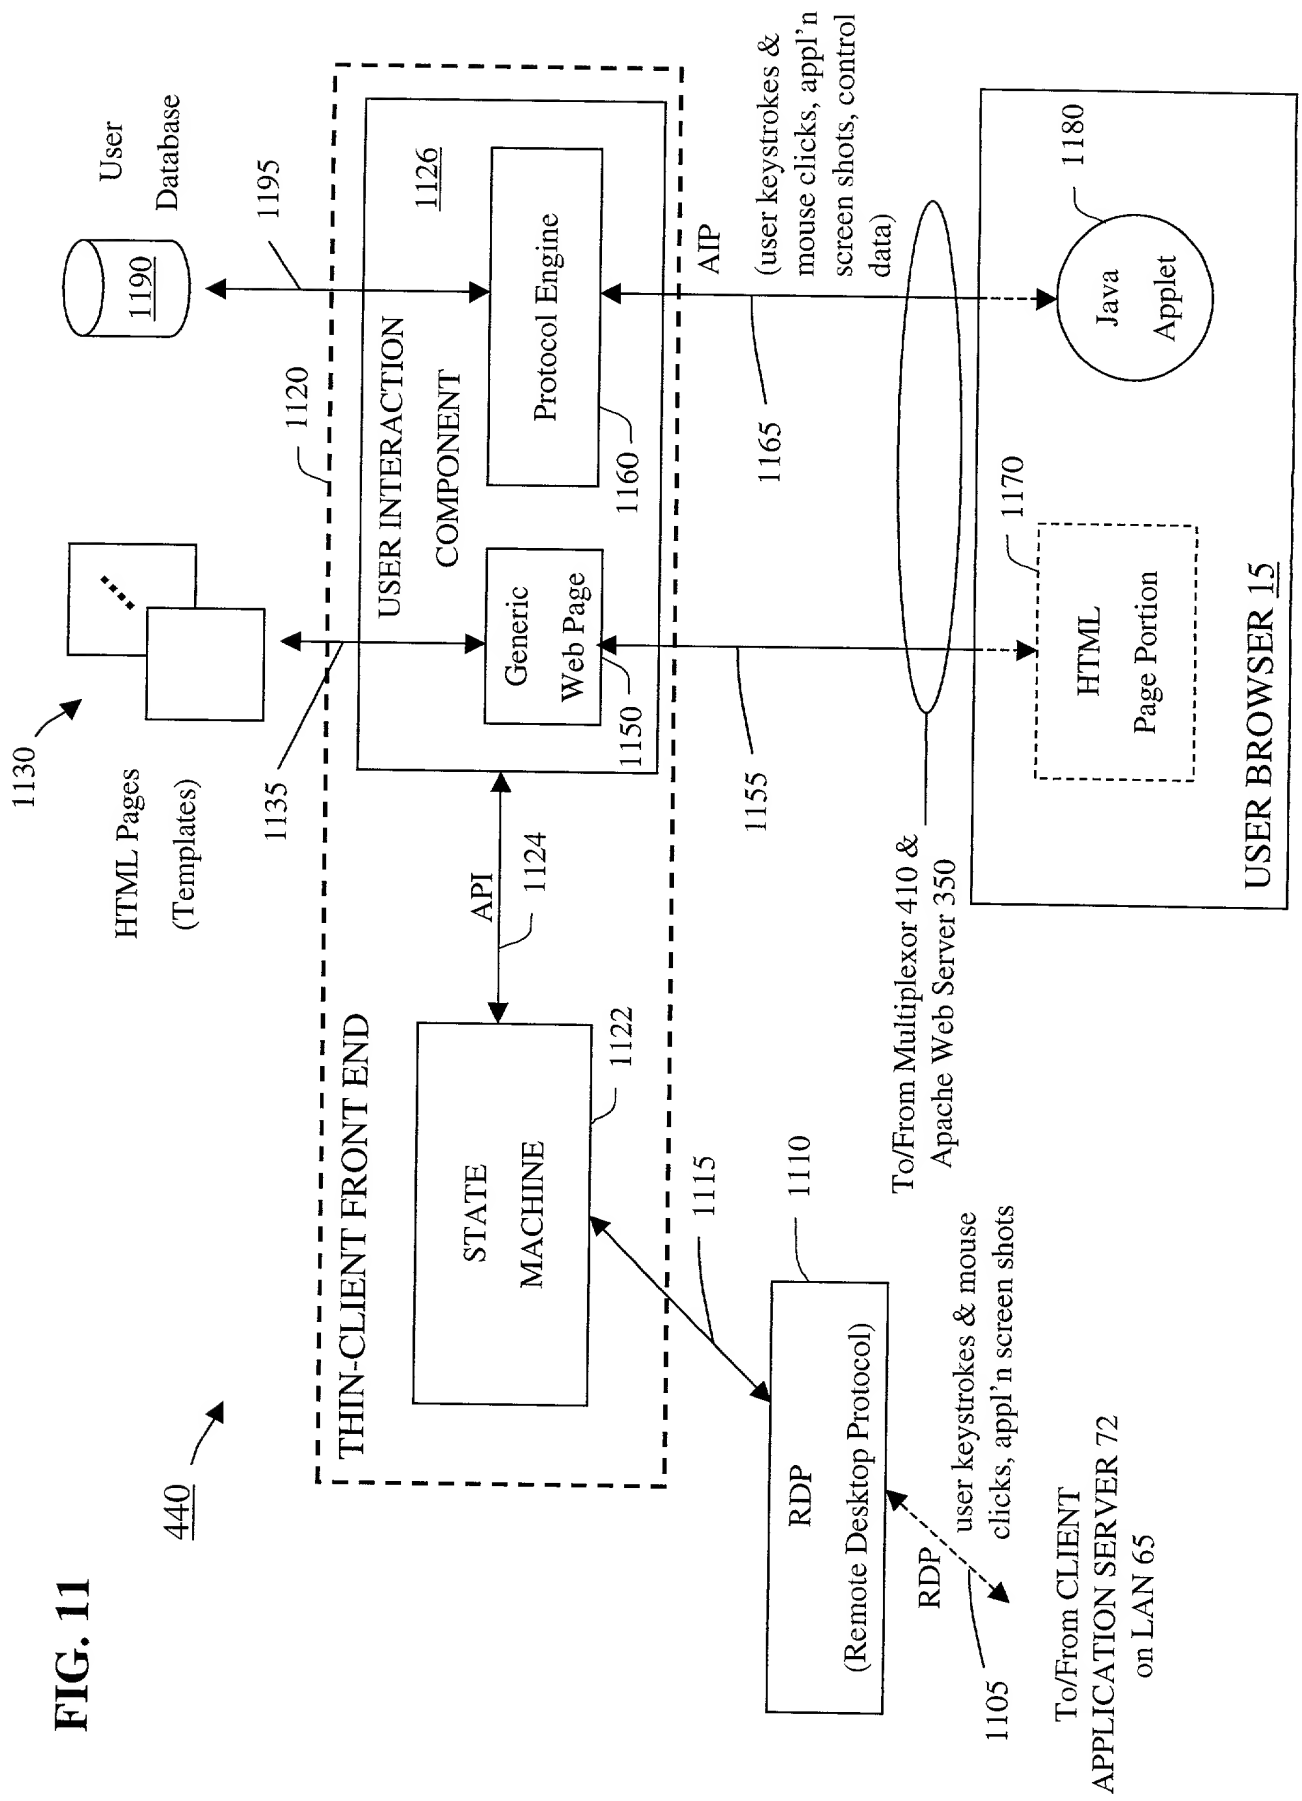 FIG. 11
440
1130
HTML Pages
(Templates)
1135
User
Database
1190
1195
1120
THIN-CLIENT FRONT END
STATE
MACHINE
1122
API
1124
USER INTERACTION
COMPONENT
1126
Generic
Web Page
1150
Protocol Engine
1160
1115
1110
RDP
(Remote Desktop Protocol)
RDP
1105
user keystrokes & mouse
clicks, appl'n screen shots
To/From CLIENT
APPLICATION SERVER 72
on LAN 65
1155
1165
AIP
(user keystrokes &
mouse clicks, appl'n
screen shots, control
data)
To/From Multiplexor 410 &
Apache Web Server 350
1170
HTML
Page Portion
1180
Java
Applet
USER BROWSER 15